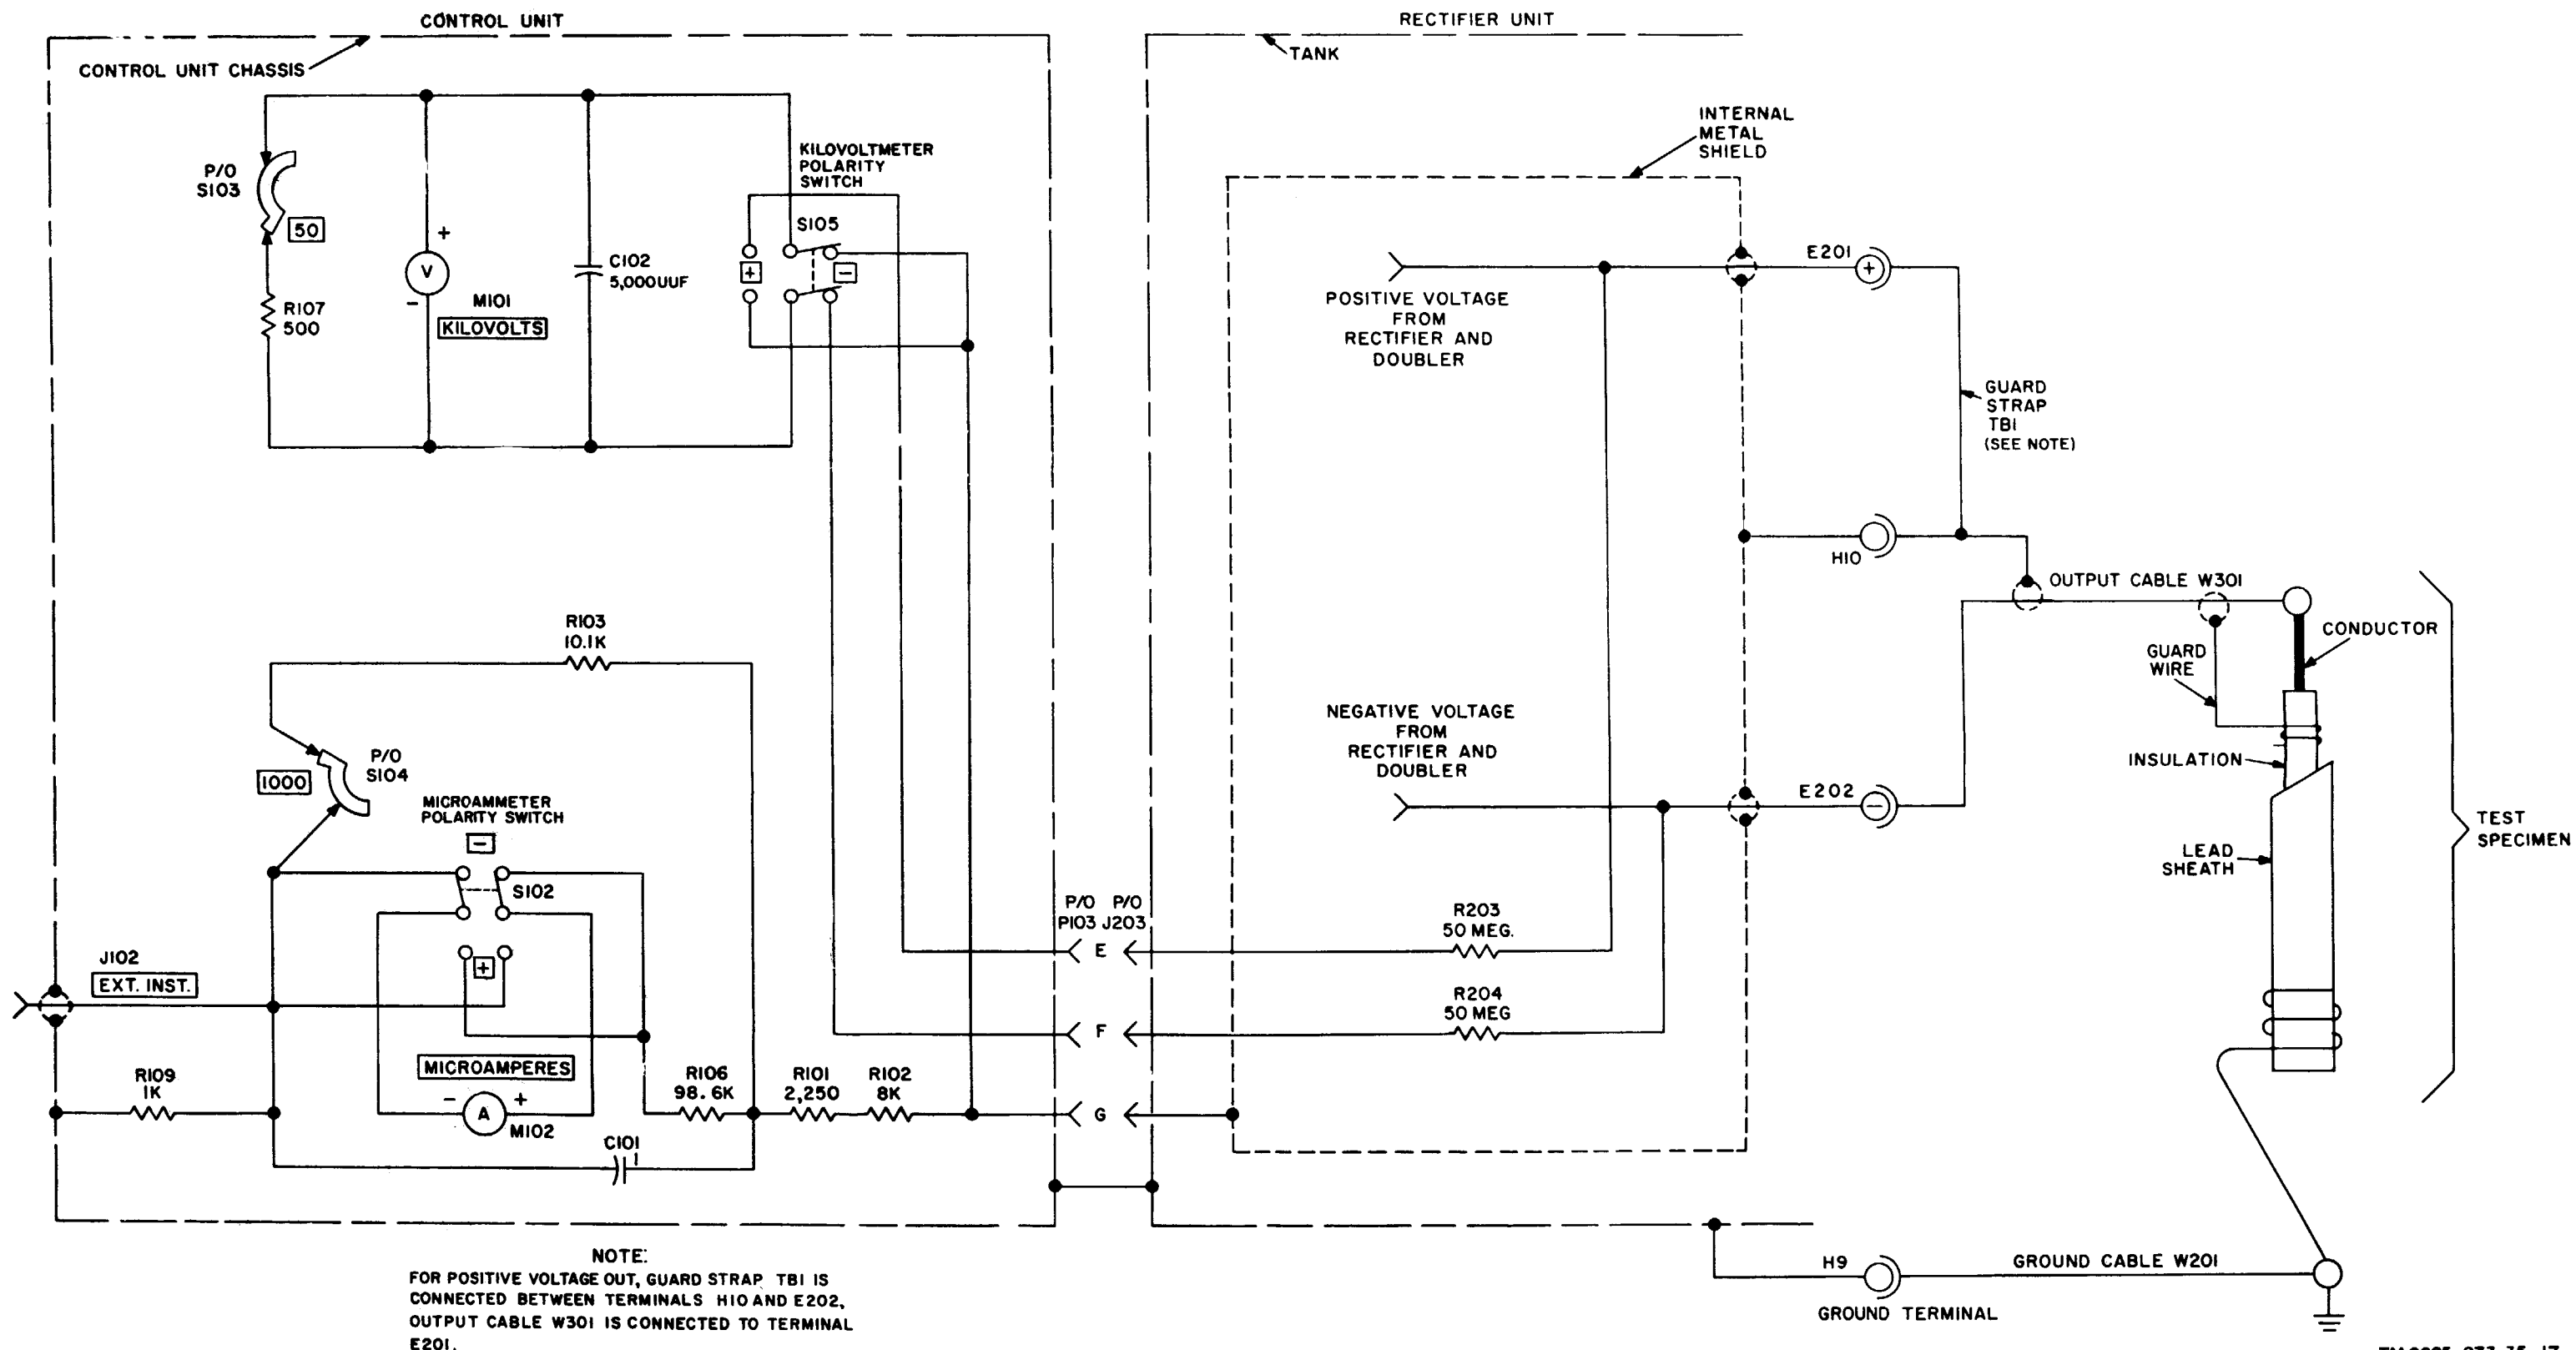 CONTROL UNIT
RECTIFIER UNIT
CONTROL UNIT CHASSIS
TANK
INTERNAL
METAL
SHIELD
KILOVOLTMETER
POLARITY
SWITCH
P/O
S103
50
S105
+
V
-
C102
5,000UUF
+
-
R107
500
M101
KILOVOLTS
E201
+
POSITIVE VOLTAGE
FROM
RECTIFIER AND
DOUBLER
GUARD
STRAP
TB1
(SEE NOTE)
H10
OUTPUT CABLE W301
CONDUCTOR
GUARD
WIRE
R103
10.1K
NEGATIVE VOLTAGE
FROM
RECTIFIER AND
DOUBLER
INSULATION
P/O
S104
1000
E202
-
MICROAMMETER
POLARITY SWITCH
-
S102
+
LEAD
SHEATH
TEST
SPECIMEN
P/O P/O
P103 J203
R203
50 MEG.
E
J102
EXT. INST.
R204
50 MEG
F
MICROAMPERES
R109
1K
- A +
M102
R106
98.6K
R101
2,250
R102
8K
G
C101
1
NOTE:
FOR POSITIVE VOLTAGE OUT, GUARD STRAP TB1 IS
CONNECTED BETWEEN TERMINALS H10 AND E202,
OUTPUT CABLE W301 IS CONNECTED TO TERMINAL
E201.
H9
GROUND CABLE W201
GROUND TERMINAL